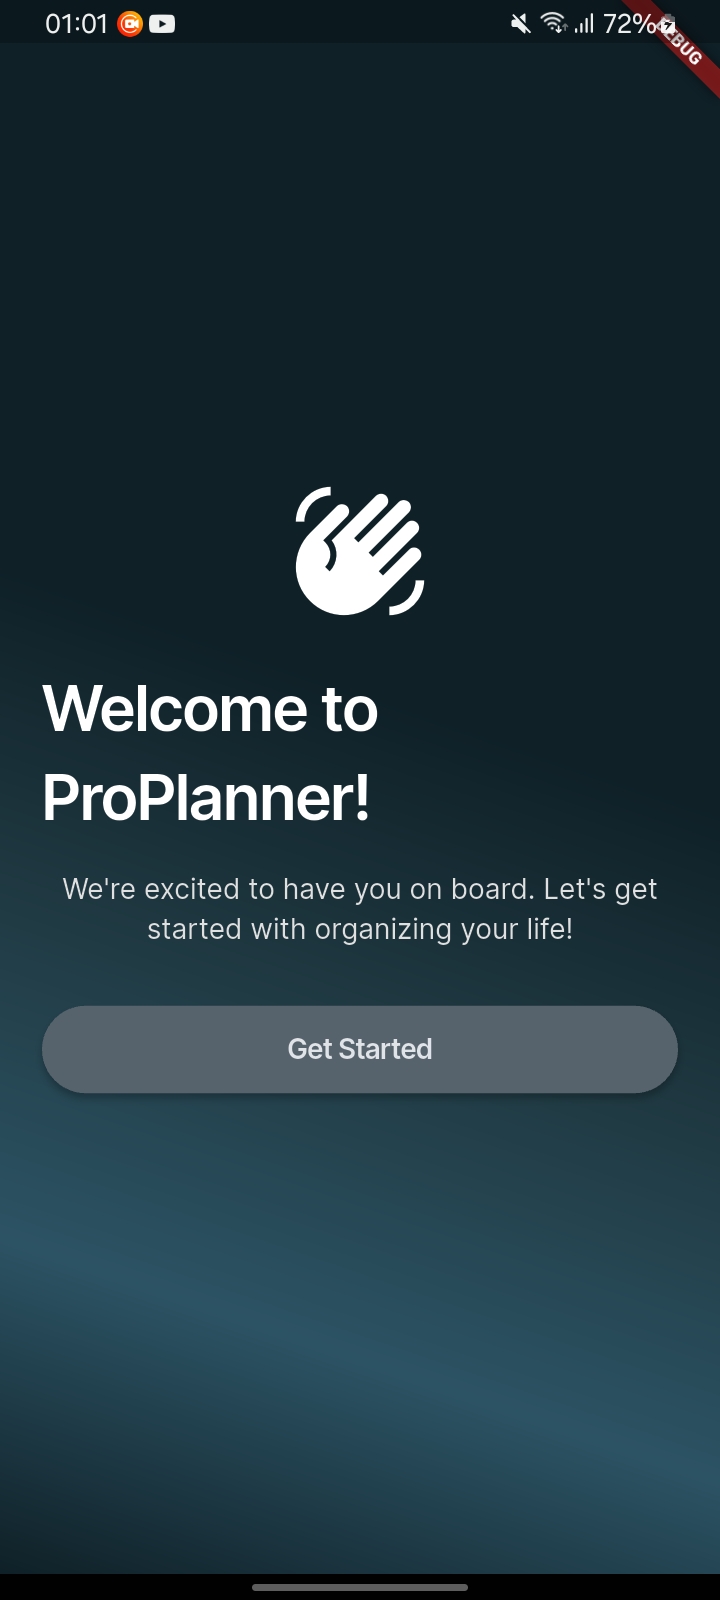 01:01
72%
DEBUG
Welcome to
ProPlanner!
We're excited to have you on board. Let's get
started with organizing your life!
Get Started